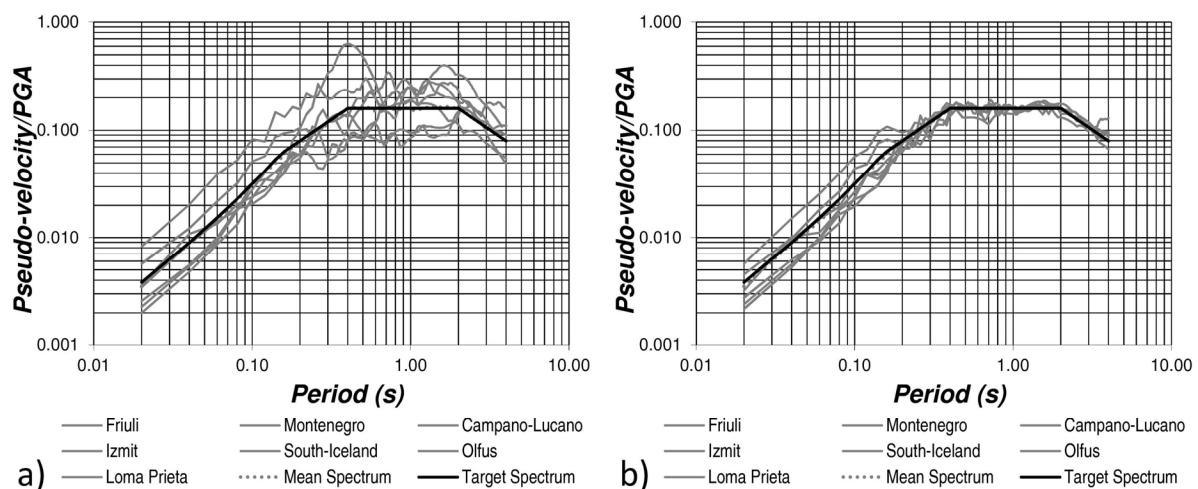 1.000
0.100
0.010
0.001
Pseudo-velocity/PGA
0.01 0.10 1.00 10.00
Period (s)
Friuli Montenegro Campano-Lucano
Izmit South-Iceland Olfus
Loma Prieta Mean Spectrum Target Spectrum
a)
1.000
0.100
0.010
0.001
Pseudo-velocity/PGA
0.01 0.10 1.00 10.00
Period (s)
Friuli Montenegro Campano-Lucano
Izmit South-Iceland Olfus
Loma Prieta Mean Spectrum Target Spectrum
b)